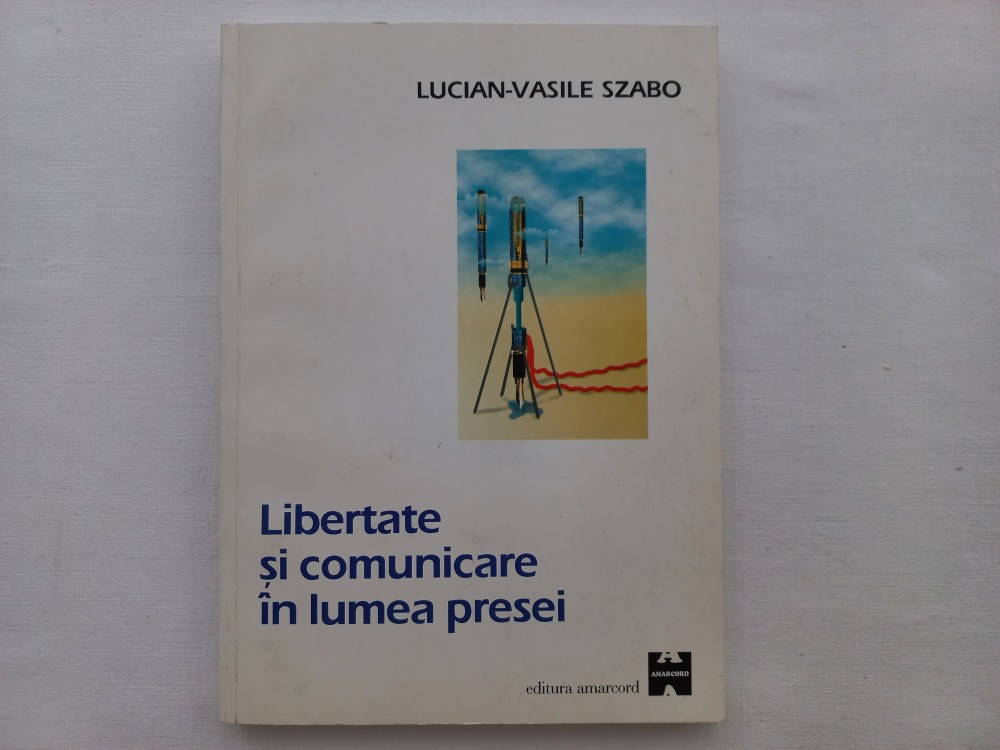 LUCIAN-VASILE SZABO
Libertate
și comunicare
în lumea presei
editura amarcord
A
AMARCORD
A